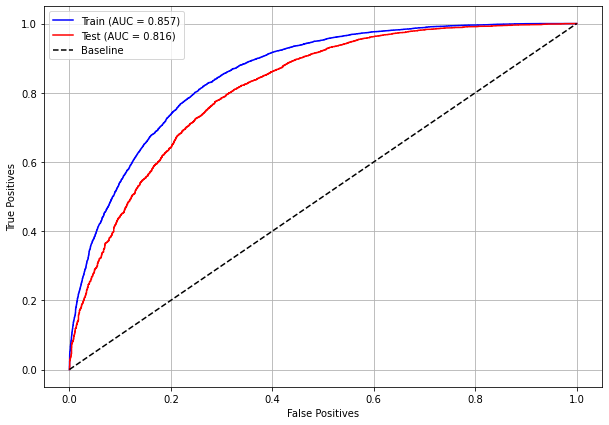 Train (AUC = 0.857)
Test (AUC = 0.816)
Baseline
True Positives
1.0
0.8
0.6
0.4
0.2
0.0
0.0 0.2 0.4 0.6 0.8 1.0
False Positives